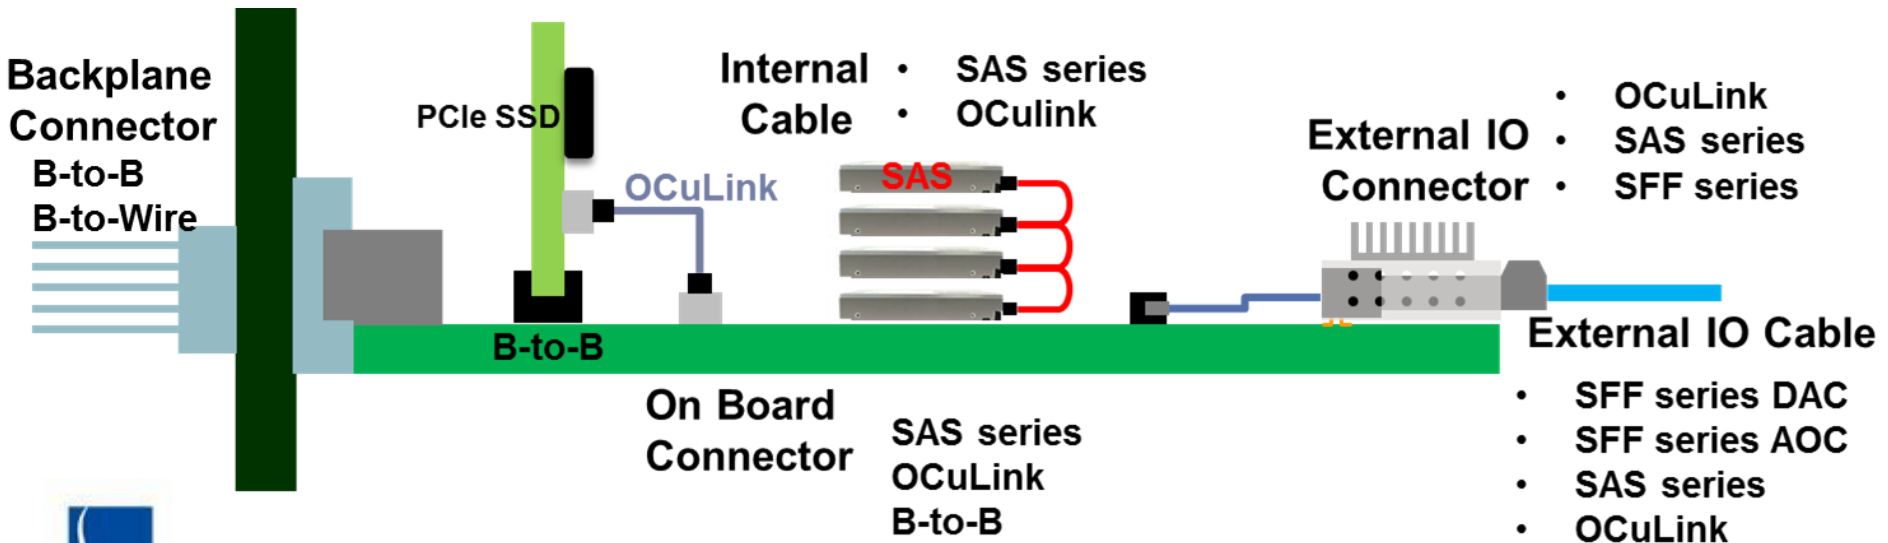 Backplane
Connector
B-to-B
B-to-Wire
PCIe SSD
OCuLink
B-to-B
Internal
Cable
• SAS series
• OCulink
SAS
On Board
Connector
SAS series
OCuLink
B-to-B
External IO
Connector
• OCuLink
• SAS series
• SFF series
External IO Cable
• SFF series DAC
• SFF series AOC
• SAS series
• OCuLink